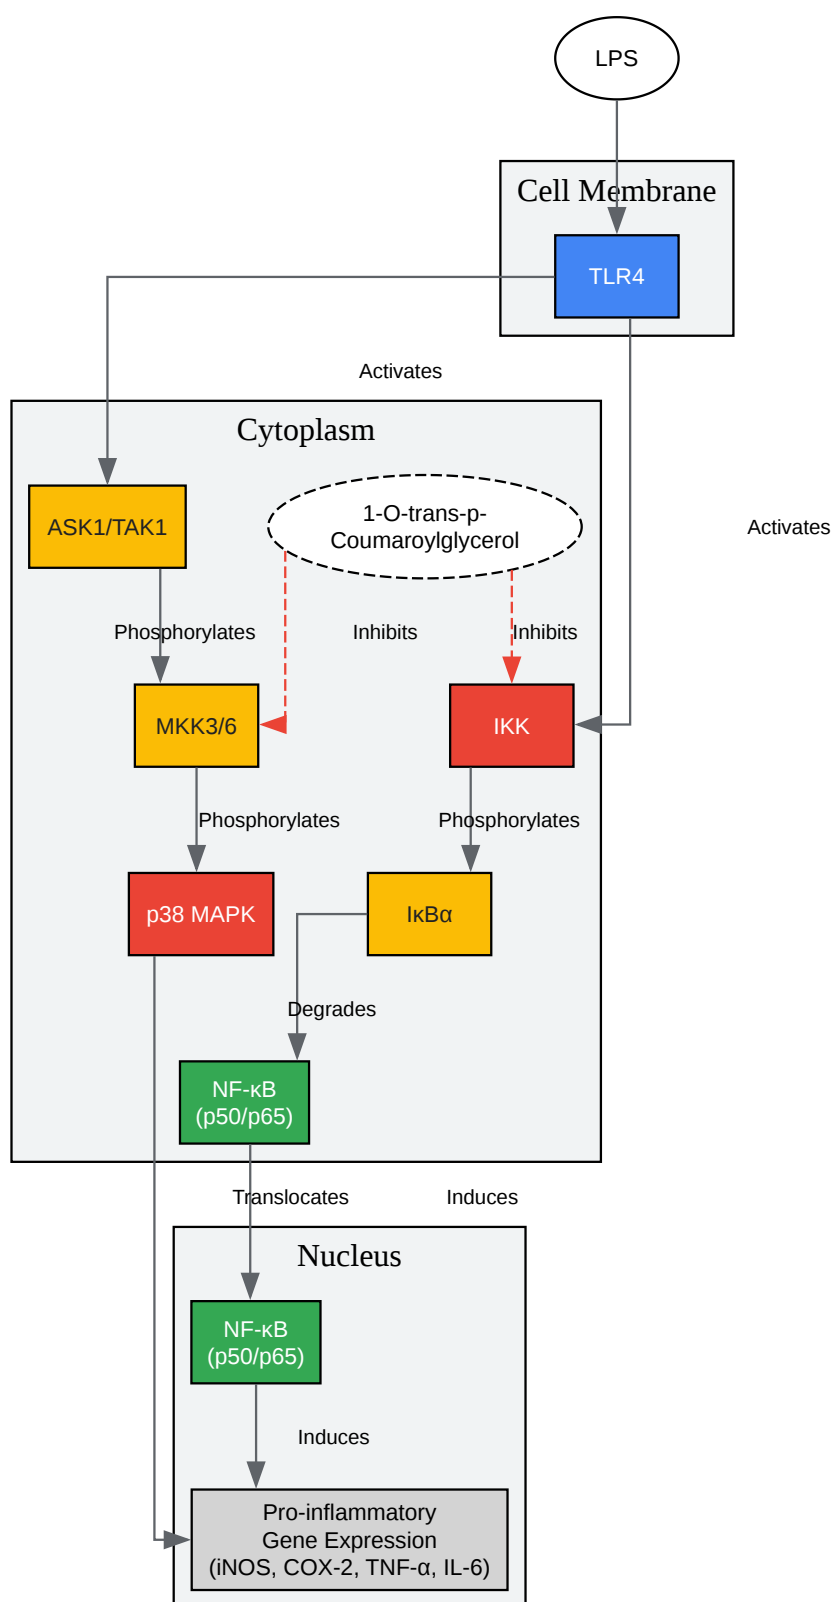 LPS
Cell Membrane
TLR4
Activates
Cytoplasm
ASK1/TAK1
1-O-trans-p-
Coumaroylglycerol
Activates
Phosphorylates
Inhibits
Inhibits
MKK3/6
IKK
Phosphorylates
Phosphorylates
p38 MAPK
IκBα
Degrades
NF-κB
(p50/p65)
Translocates
Induces
Nucleus
NF-κB
(p50/p65)
Induces
Pro-inflammatory
Gene Expression
(iNOS, COX-2, TNF-α, IL-6)